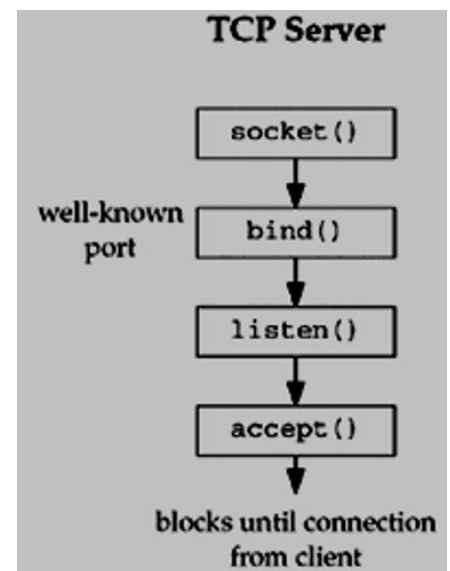 TCP Server
socket()
well-known
port
bind()
listen()
accept()
blocks until connection
from client